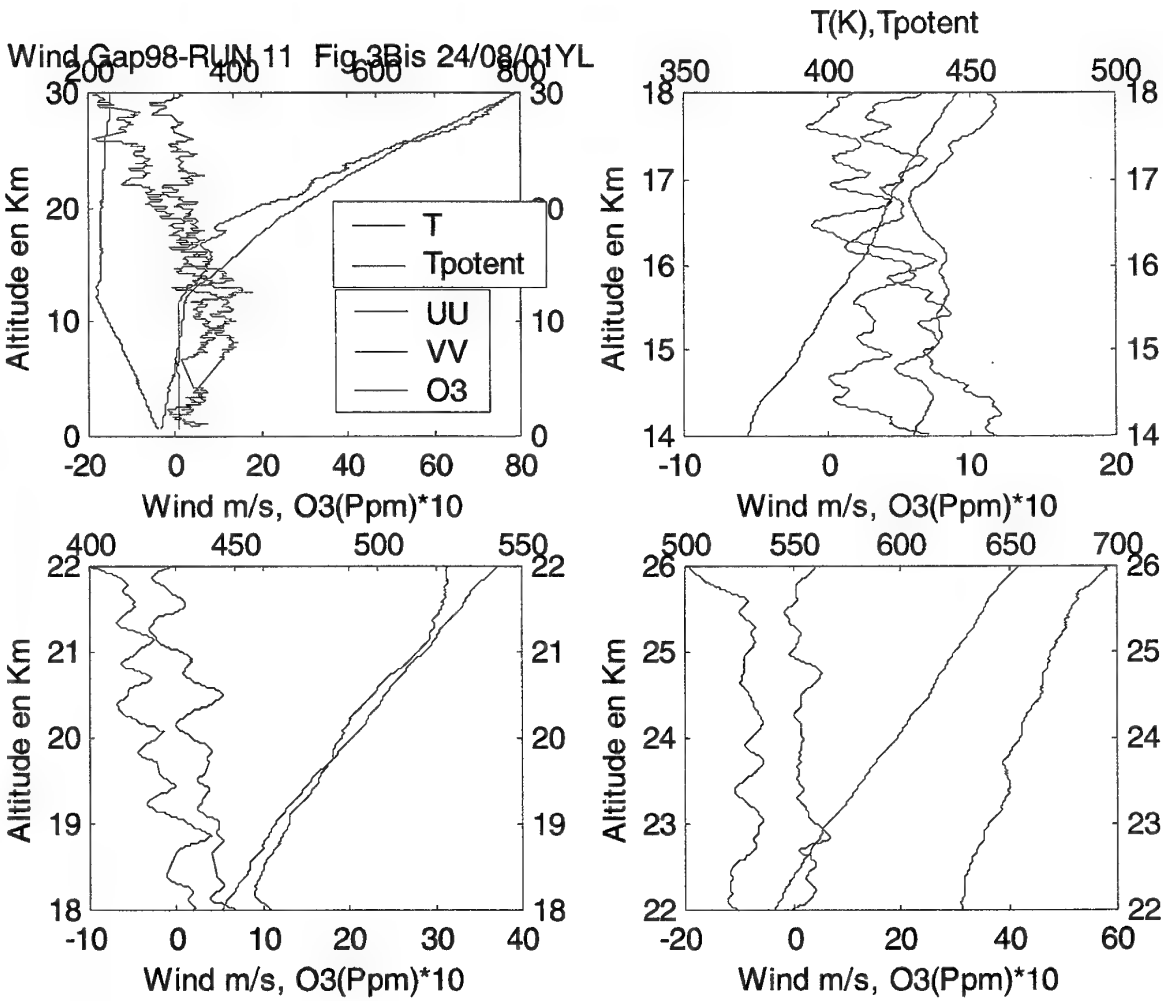 T(K),Tpotent
Wind Gap98-RUN 11 Fig 3Bis 24/08/01YL
200 400 600 800
30 30
20 20
10 10
0 0
Altitude en Km
T
Tpotent
UU
VV
O3
-20 0 20 40 60 80
Wind m/s, O3(Ppm)*10
350 400 450 500
18 18
17 17
16 16
15 15
14 14
Altitude en Km
-10 0 10 20
Wind m/s, O3(Ppm)*10
400 450 500 550
22 22
21 21
20 20
19 19
18 18
Altitude en Km
-10 0 10 20 30 40
Wind m/s, O3(Ppm)*10
500 550 600 650 700
26 26
25 25
24 24
23 23
22 22
Altitude en Km
-20 0 20 40 60
Wind m/s, O3(Ppm)*10